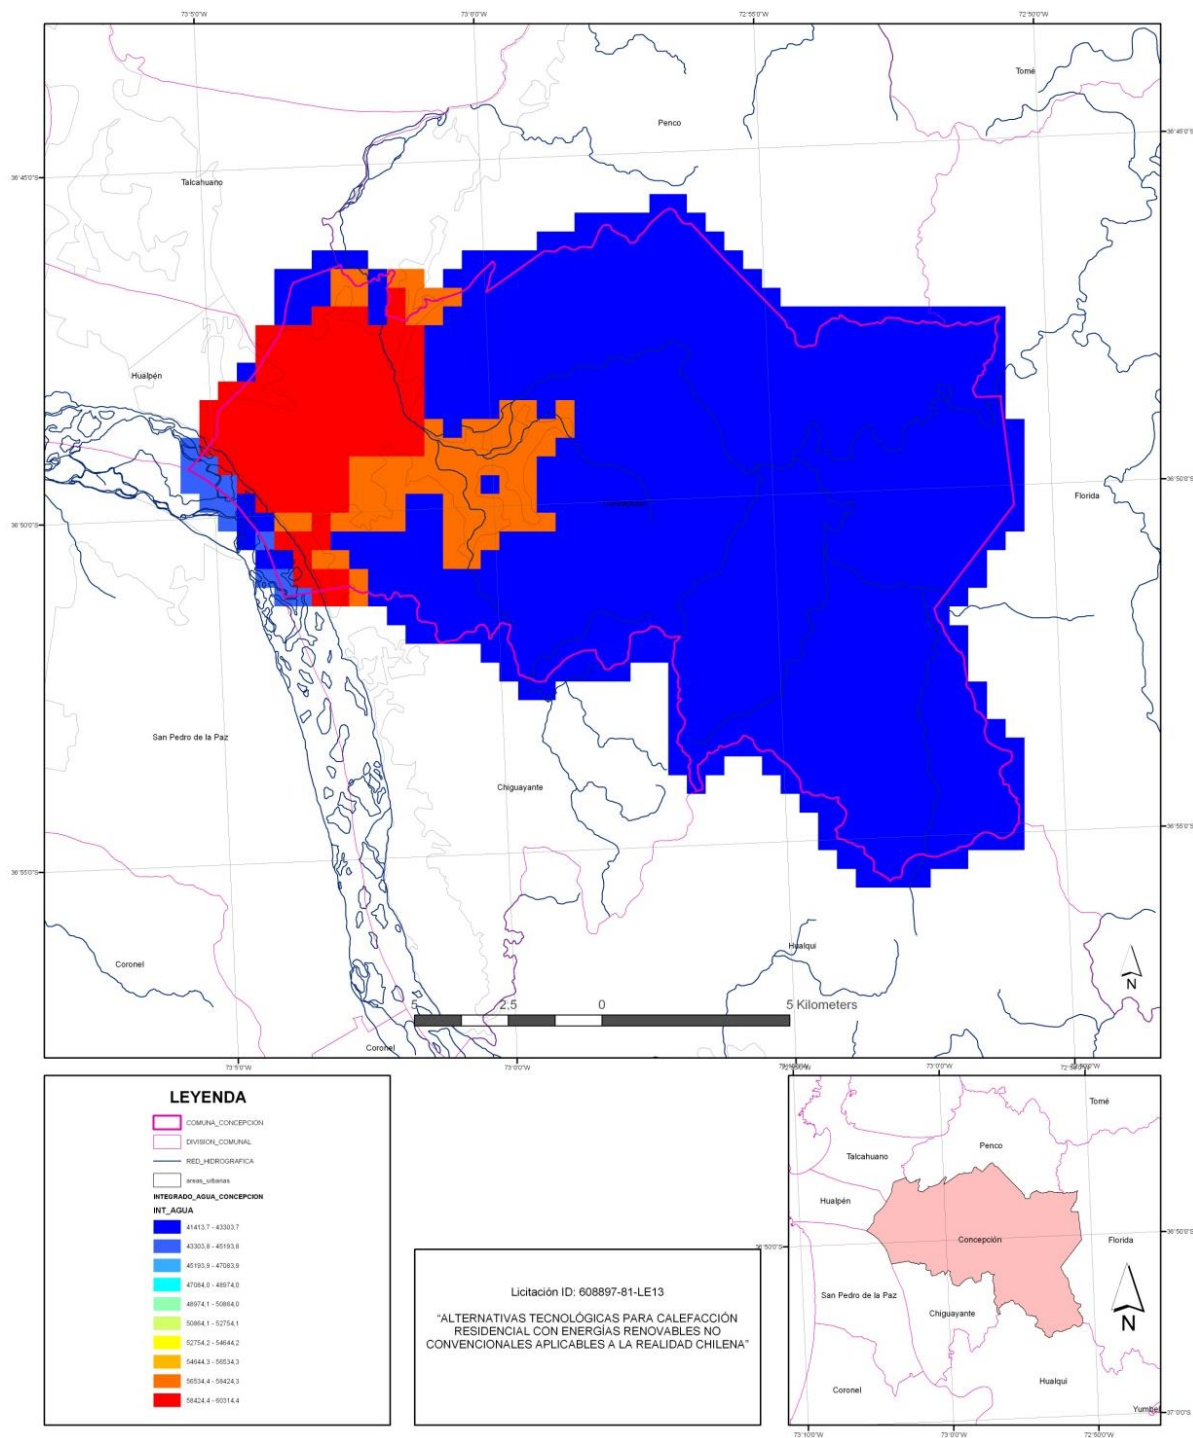 73°5'0"W
73°0'0"W
72°55'0"W
72°50'0"W
Tomé
Penco
36°45'0"S
36°45'0"S
Talcahuano
Hualpén
36°50'0"S
Florida
36°50'0"S
San Pedro de la Paz
Chiguayante
36°55'0"S
36°55'0"S
Hualqui
Coronel
N
5 2,5 0 5 Kilometers
Coronel
73°5'0"W
73°0'0"W
LEYENDA
COMUNA_CONCEPCION
DIVISION_COMUNAL
RED_HIDROGRAFICA
areas_urbanas
INTEGRADO_AGUA_CONCEPCION
INT_AGUA
41413,7 - 43303,7
43303,8 - 45193,8
45193,9 - 47083,9
47084,0 - 48974,0
48974,1 - 50864,0
50864,1 - 52754,1
52754,2 - 54644,2
54644,3 - 56534,3
56534,4 - 58424,3
58424,4 - 60314,4
Licitación ID: 608897-81-LE13
“ALTERNATIVAS TECNOLÓGICAS PARA CALEFACCIÓN
RESIDENCIAL CON ENERGÍAS RENOVABLES NO
CONVENCIONALES APLICABLES A LA REALIDAD CHILENA”
73°0'0"W
Tomé
Penco
Talcahuano
Hualpén
36°50'0"S
Concepción
Florida
36°50'0"S
San Pedro de la Paz
Chiguayante
N
Hualqui
Coronel
Yumbel
37°0'0"S
73°10'0"W
73°0'0"W
72°50'0"W